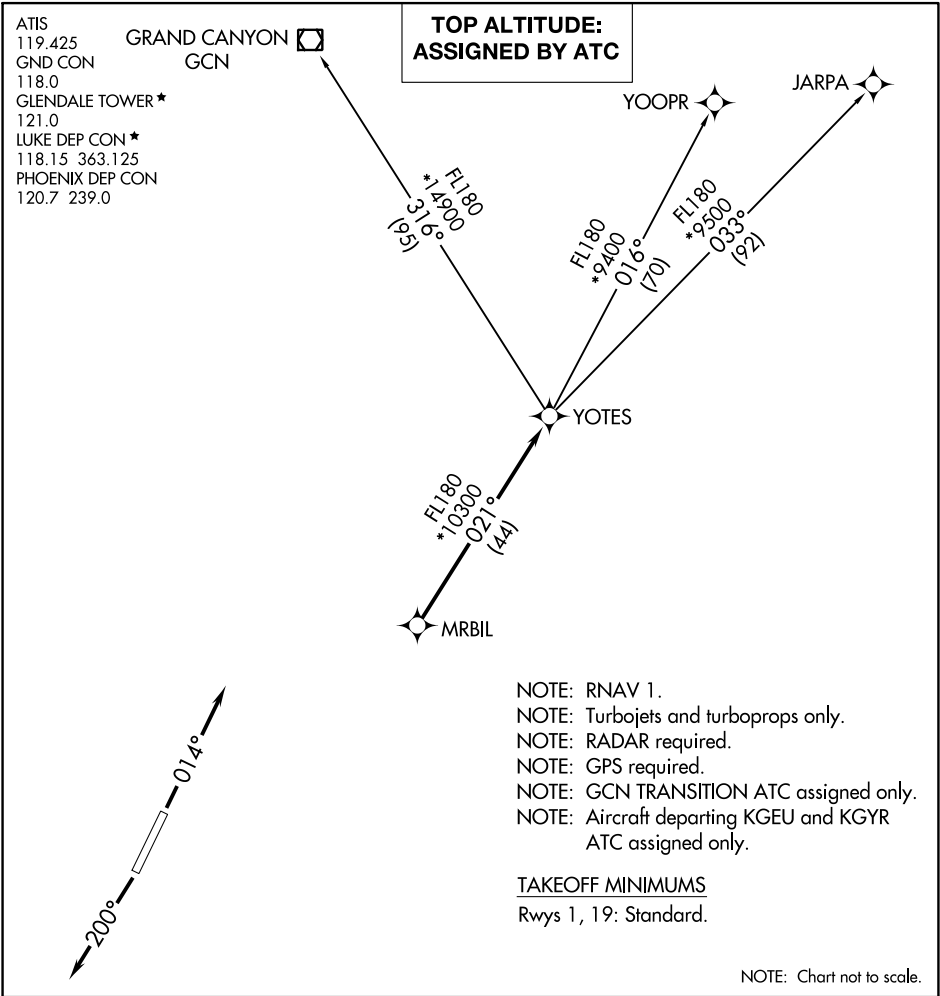 ATIS
119.425
GND CON
118.0
GLENDALE TOWER★
121.0
LUKE DEP CON★
118.15 363.125
PHOENIX DEP CON
120.7 239.0
GRAND CANYON
GCN
TOP ALTITUDE:
ASSIGNED BY ATC
YOOPR
JARPA
FL180
*14900
316°
(95)
FL180
*9400
016°
(70)
FL180
*9500
033°
(92)
YOTES
FL180
*10300
021°
(44)
MRBIL
014°
200°
NOTE: RNAV 1.
NOTE: Turbojets and turboprops only.
NOTE: RADAR required.
NOTE: GPS required.
NOTE: GCN TRANSITION ATC assigned only.
NOTE: Aircraft departing KGEU and KGYR
ATC assigned only.
TAKEOFF MINIMUMS
Rwys 1, 19: Standard.
NOTE: Chart not to scale.